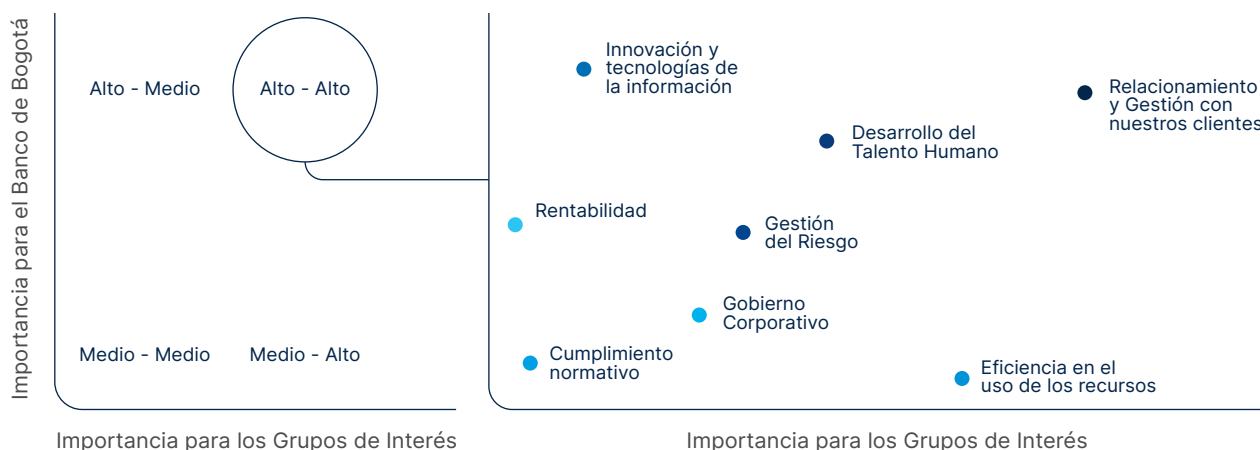 Importancia para el Banco de Bogotá
Alto - Medio
Alto - Alto
Medio - Medio
Medio - Alto
Importancia para los Grupos de Interés
Innovación y
tecnologías de
la información
Relacionamiento
y Gestión con
nuestros clientes
Desarrollo del
Talento Humano
Rentabilidad
Gestión
del Riesgo
Gobierno
Corporativo
Cumplimiento
normativo
Eficiencia en el
uso de los recursos
Importancia para los Grupos de Interés